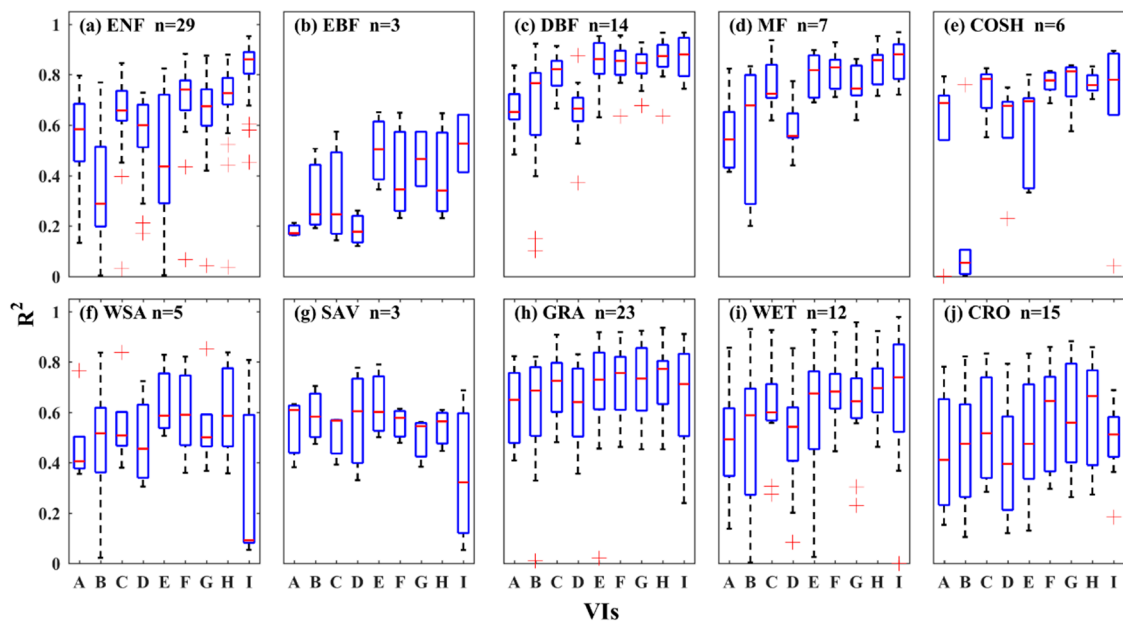 (a) ENF n=29
(b) EBF n=3
(c) DBF n=14
(d) MF n=7
(e) COSH n=6
1
0.8
0.6
0.4
0.2
0
R²
(f) WSA n=5
(g) SAV n=3
(h) GRA n=23
(i) WET n=12
(j) CRO n=15
1
0.8
0.6
0.4
0.2
0
A B C D E F G H I
A B C D E F G H I
A B C D E F G H I
A B C D E F G H I
A B C D E F G H I
VIs